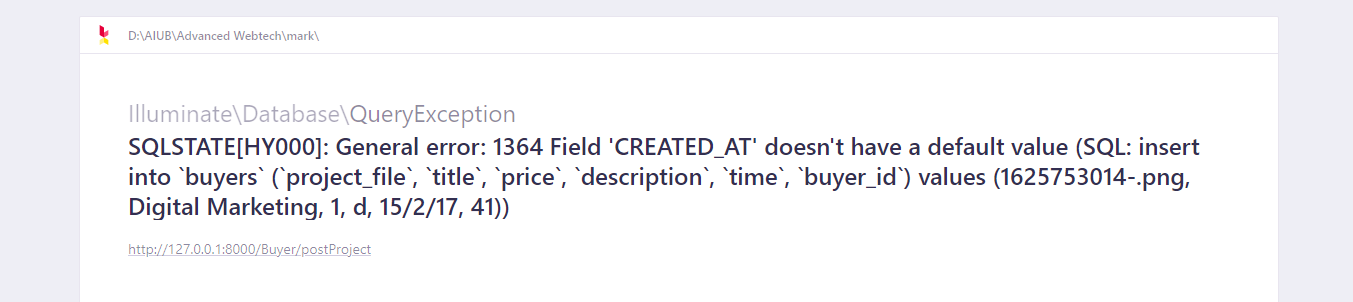 D:\AIUB\Advanced Webtech\mark\
Illuminate\Database\QueryException
SQLSTATE[HY000]: General error: 1364 Field 'CREATED_AT' doesn't have a default value (SQL: insert
into `buyers` (`project_file`, `title`, `price`, `description`, `time`, `buyer_id`) values (1625753014-.png,
Digital Marketing, 1, d, 15/2/17, 41))
http://127.0.0.1:8000/Buyer/postProject